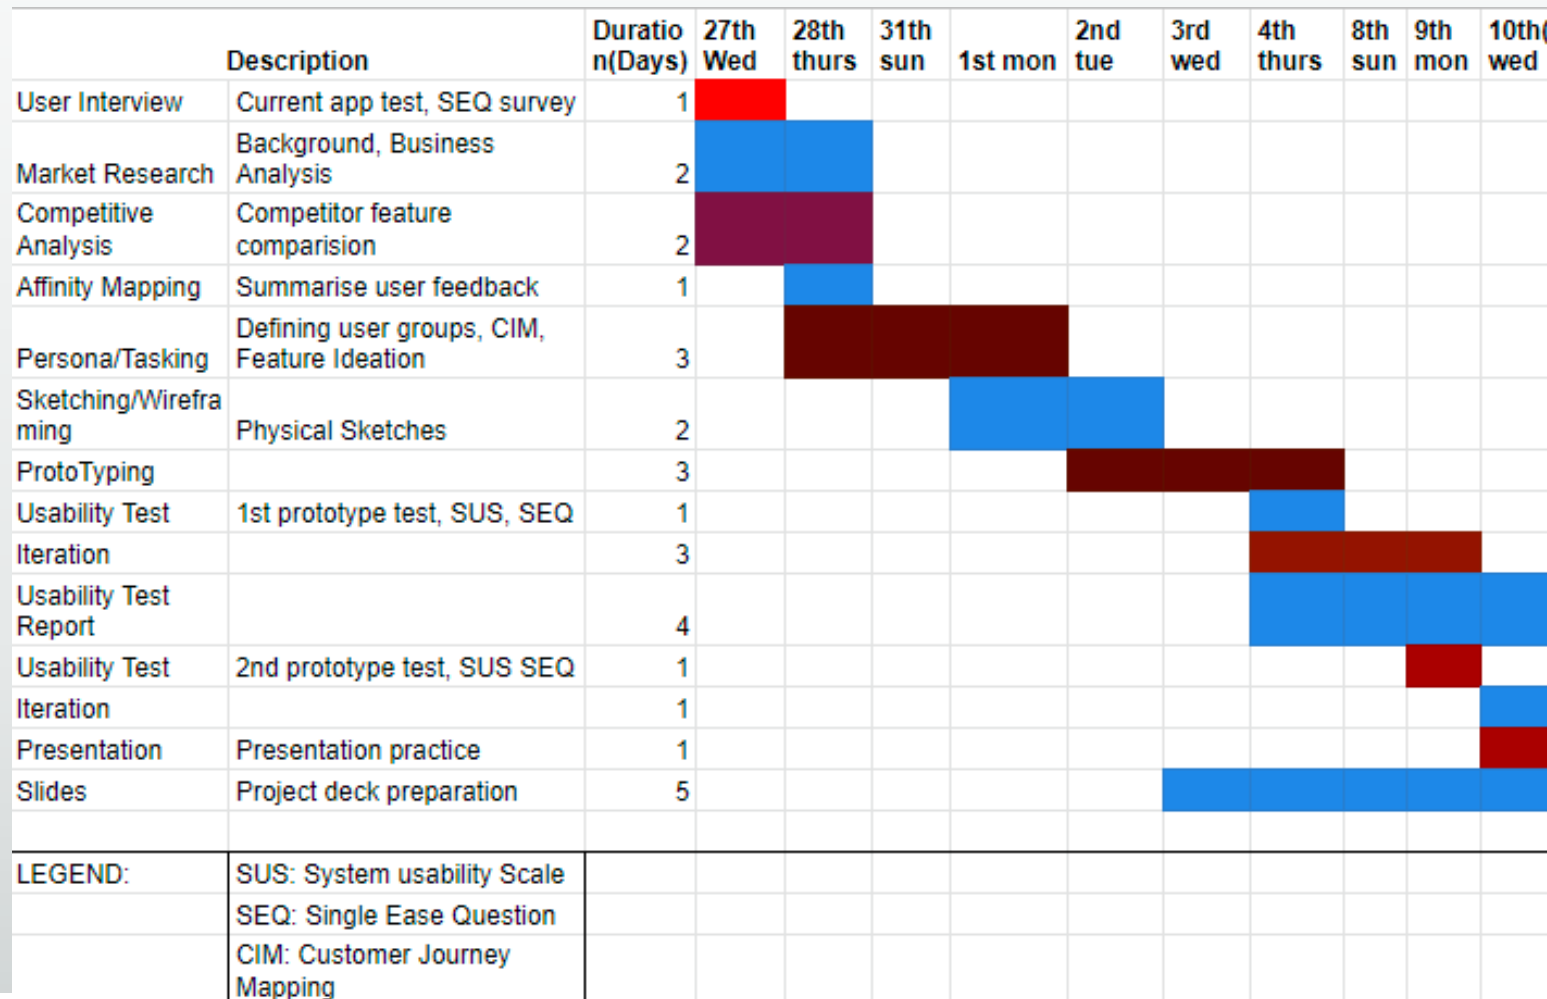 Description Duratio n(Days) 27th Wed 28th thurs 31th sun 1st mon 2nd tue 3rd wed 4th thurs 8th sun 9th mon 10th( wed
User Interview Current app test, SEQ survey 1
Market Research Background, Business Analysis 2
Competitive Analysis Competitor feature comparision 2
Affinity Mapping Summarise user feedback 1
Persona/Tasking Defining user groups, CIM, Feature Ideation 3
Sketching/Wirefra ming Physical Sketches 2
ProtoTyping 3
Usability Test 1st prototype test, SUS, SEQ 1
Iteration 3
Usability Test Report 4
Usability Test 2nd prototype test, SUS SEQ 1
Iteration 1
Presentation Presentation practice 1
Slides Project deck preparation 5
LEGEND: SUS: System usability Scale
SEQ: Single Ease Question
CIM: Customer Journey
Mapping